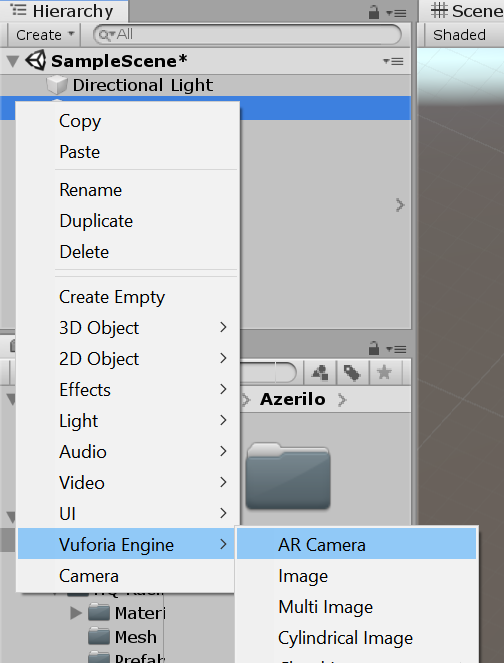 Hierarchy
Scene
Create
All
Shaded
SampleScene*
Directional Light
Copy
Paste
Rename
Duplicate
Delete
Create Empty
3D Object
2D Object
Effects
Light
Audio
Video
UI
Vuforia Engine
Camera
Azerilo
AR Camera
Image
Multi Image
Cylindrical Image
Materi
Mesh
Prefab